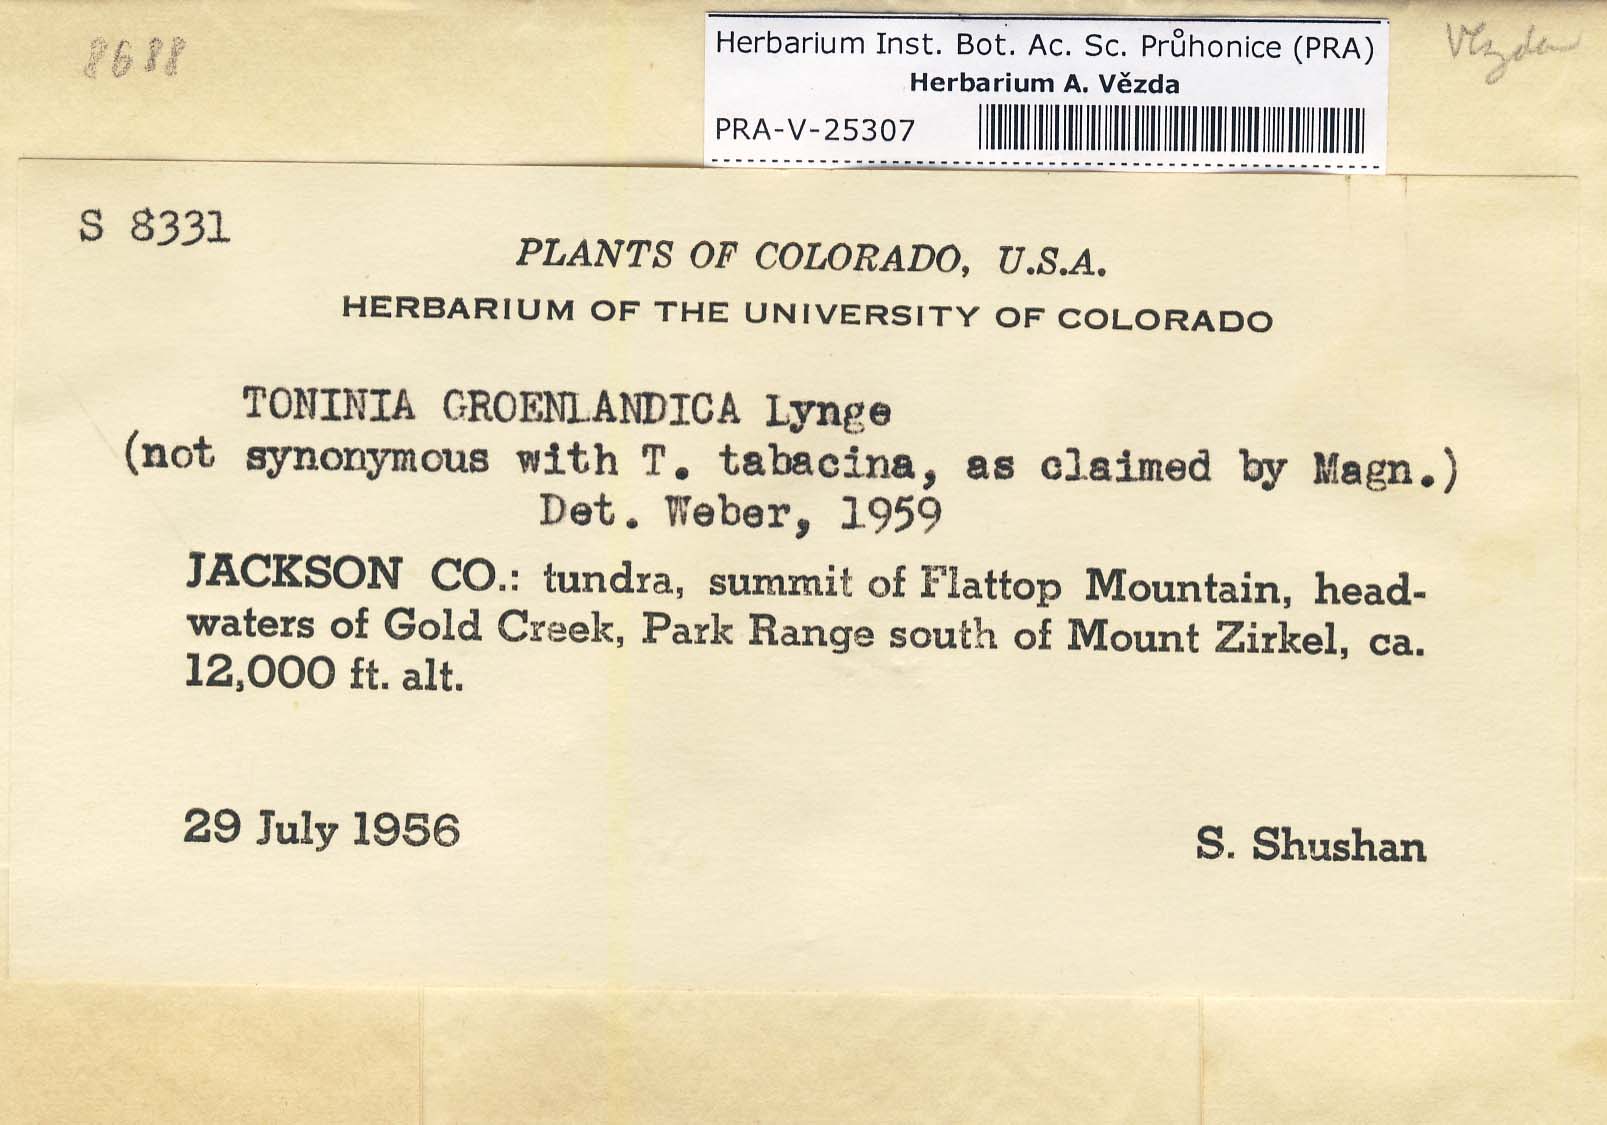 8688
Herbarium Inst. Bot. Ac. Sc. Průhonice (PRA)
Herbarium A. Vězda
PRA-V-25307
Vězda
S 8331
PLANTS OF COLORADO, U.S.A.
HERBARIUM OF THE UNIVERSITY OF COLORADO
TONINIA GROENLANDICA Lynge
(not synonymous with T. tabacina, as claimed by Magn.)
Det. Weber, 1959
JACKSON CO.: tundra, summit of Flattop Mountain, head-
waters of Gold Creek, Park Range south of Mount Zirkel, ca.
12,000 ft. alt.
29 July 1956
S. Shushan